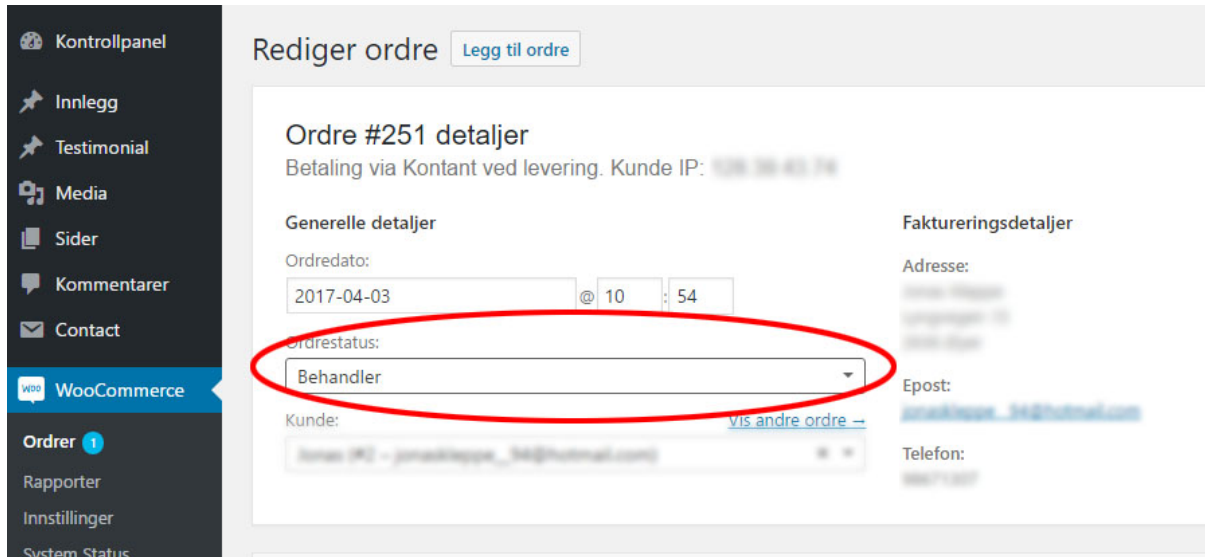 Kontrollpanel
Innlegg
Testimonial
Media
Sider
Kommentarer
Contact
WOO WooCommerce
Ordrer 1
Rapporter
Innstillinger
System Status
Rediger ordre Legg til ordre
Ordre #251 detaljer
Betaling via Kontant ved levering. Kunde IP:
Generelle detaljer
Ordredato:
2017-04-03 @ 10 : 54
Ordrestatus:
Behandler
Kunde: Vis andre ordre →
Faktureringsdetaljer
Adresse:
Epost:
Telefon: